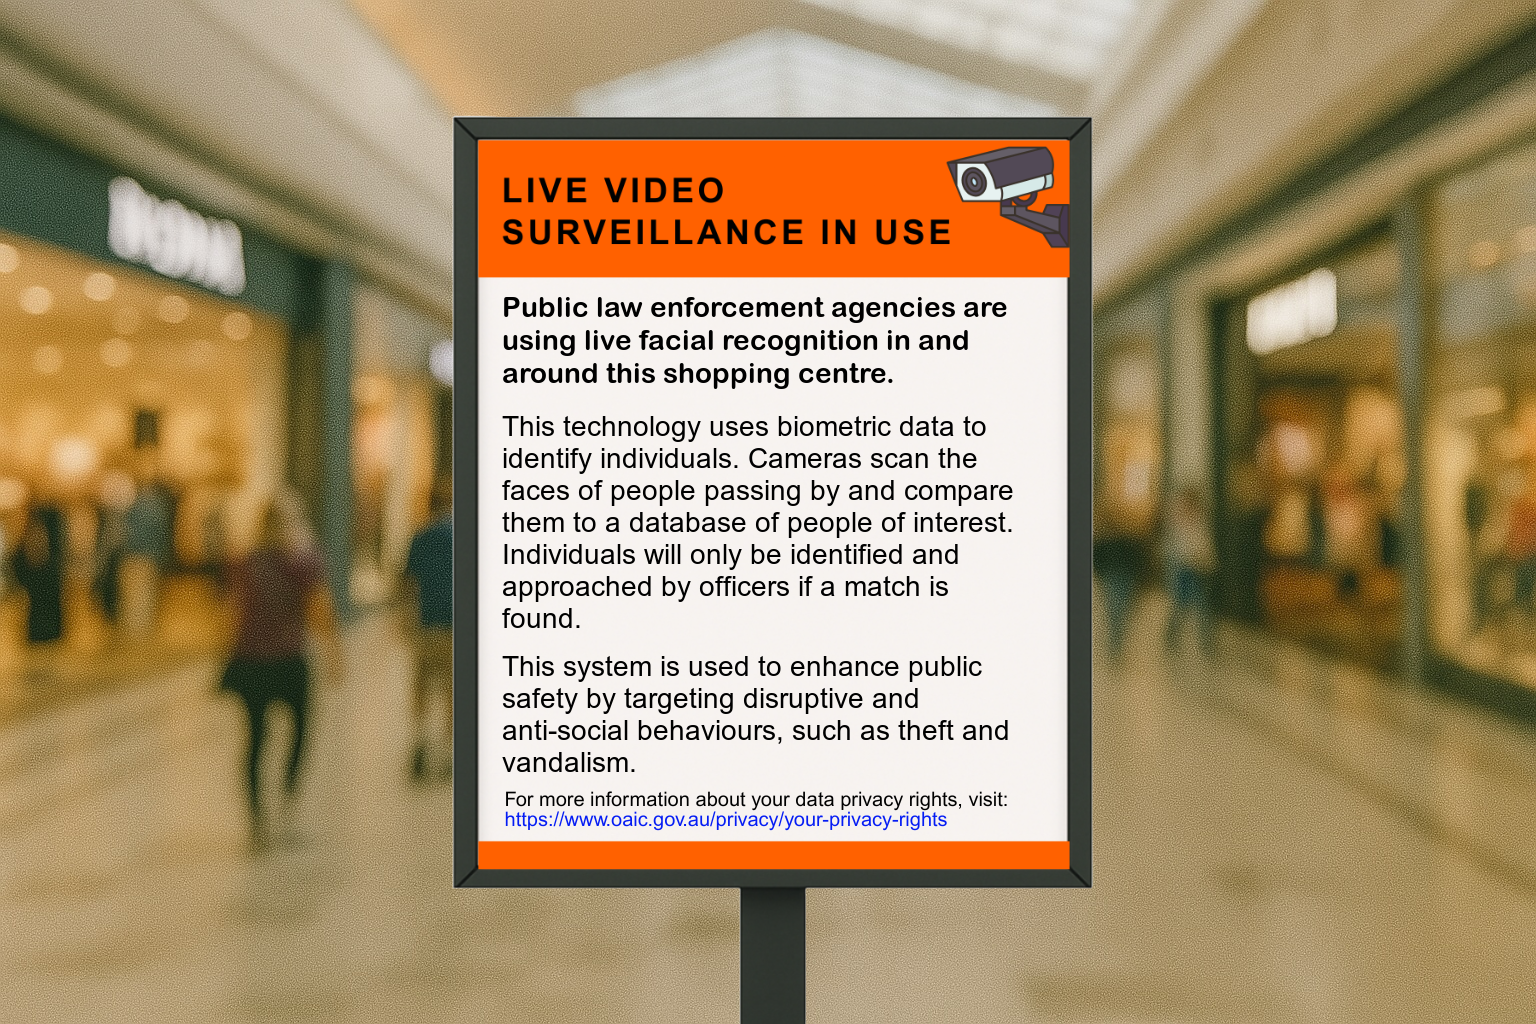 LIVE VIDEO
SURVEILLANCE IN USE
Public law enforcement agencies are
using live facial recognition in and
around this shopping centre.
This technology uses biometric data to
identify individuals. Cameras scan the
faces of people passing by and compare
them to a database of people of interest.
Individuals will only be identified and
approached by officers if a match is
found.
This system is used to enhance public
safety by targeting disruptive and
anti-social behaviours, such as theft and
vandalism.
For more information about your data privacy rights, visit:
https://www.oaic.gov.au/privacy/your-privacy-rights